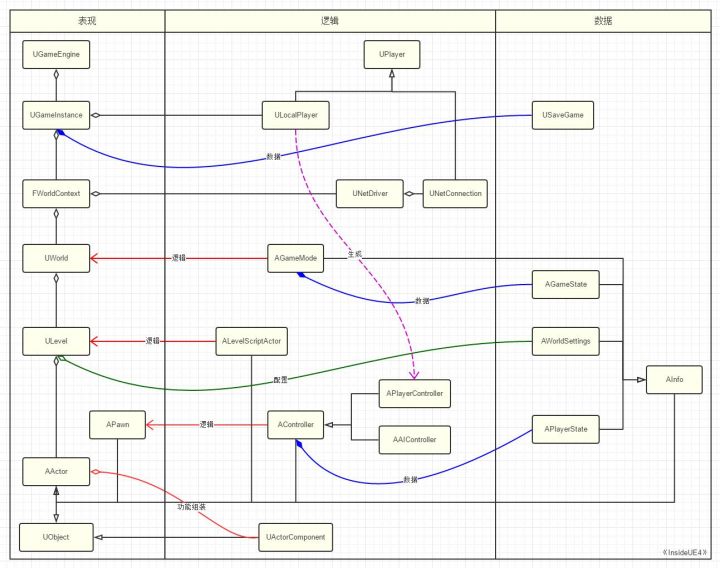 表现
逻辑
数据
UGameEngine
UPlayer
UGameInstance
ULocalPlayer
USaveGame
数据
FWorldContext
UNetDriver
UNetConnection
UWorld
逻辑
AGameMode
生成
AGameState
数据
ULevel
逻辑
ALevelScriptActor
AWorldSettings
配置
AInfo
APlayerController
APawn
逻辑
AController
AAIController
APlayerState
AActor
数据
功能组装
UObject
UActorComponent
《InsideUE4》